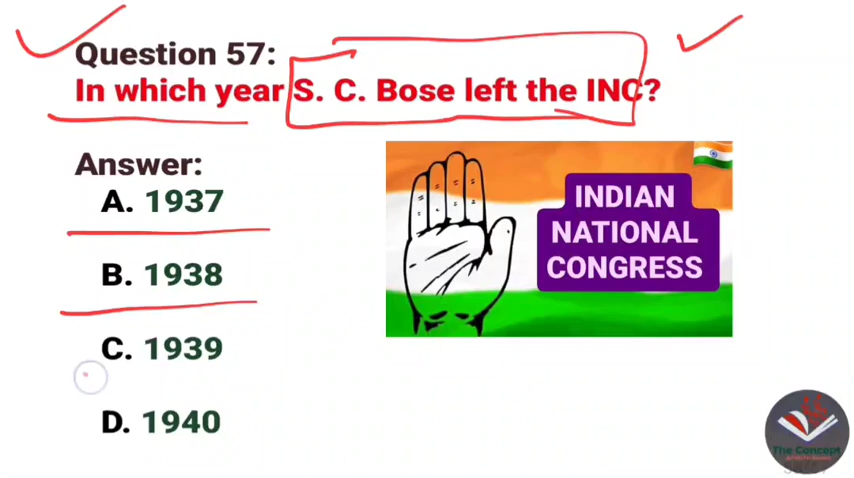 Question 57:
In which year S. C. Bose left the INC?
Answer:
A. 1937
B. 1938
C. 1939
D. 1940
INDIAN
NATIONAL
CONGRESS
The Concept